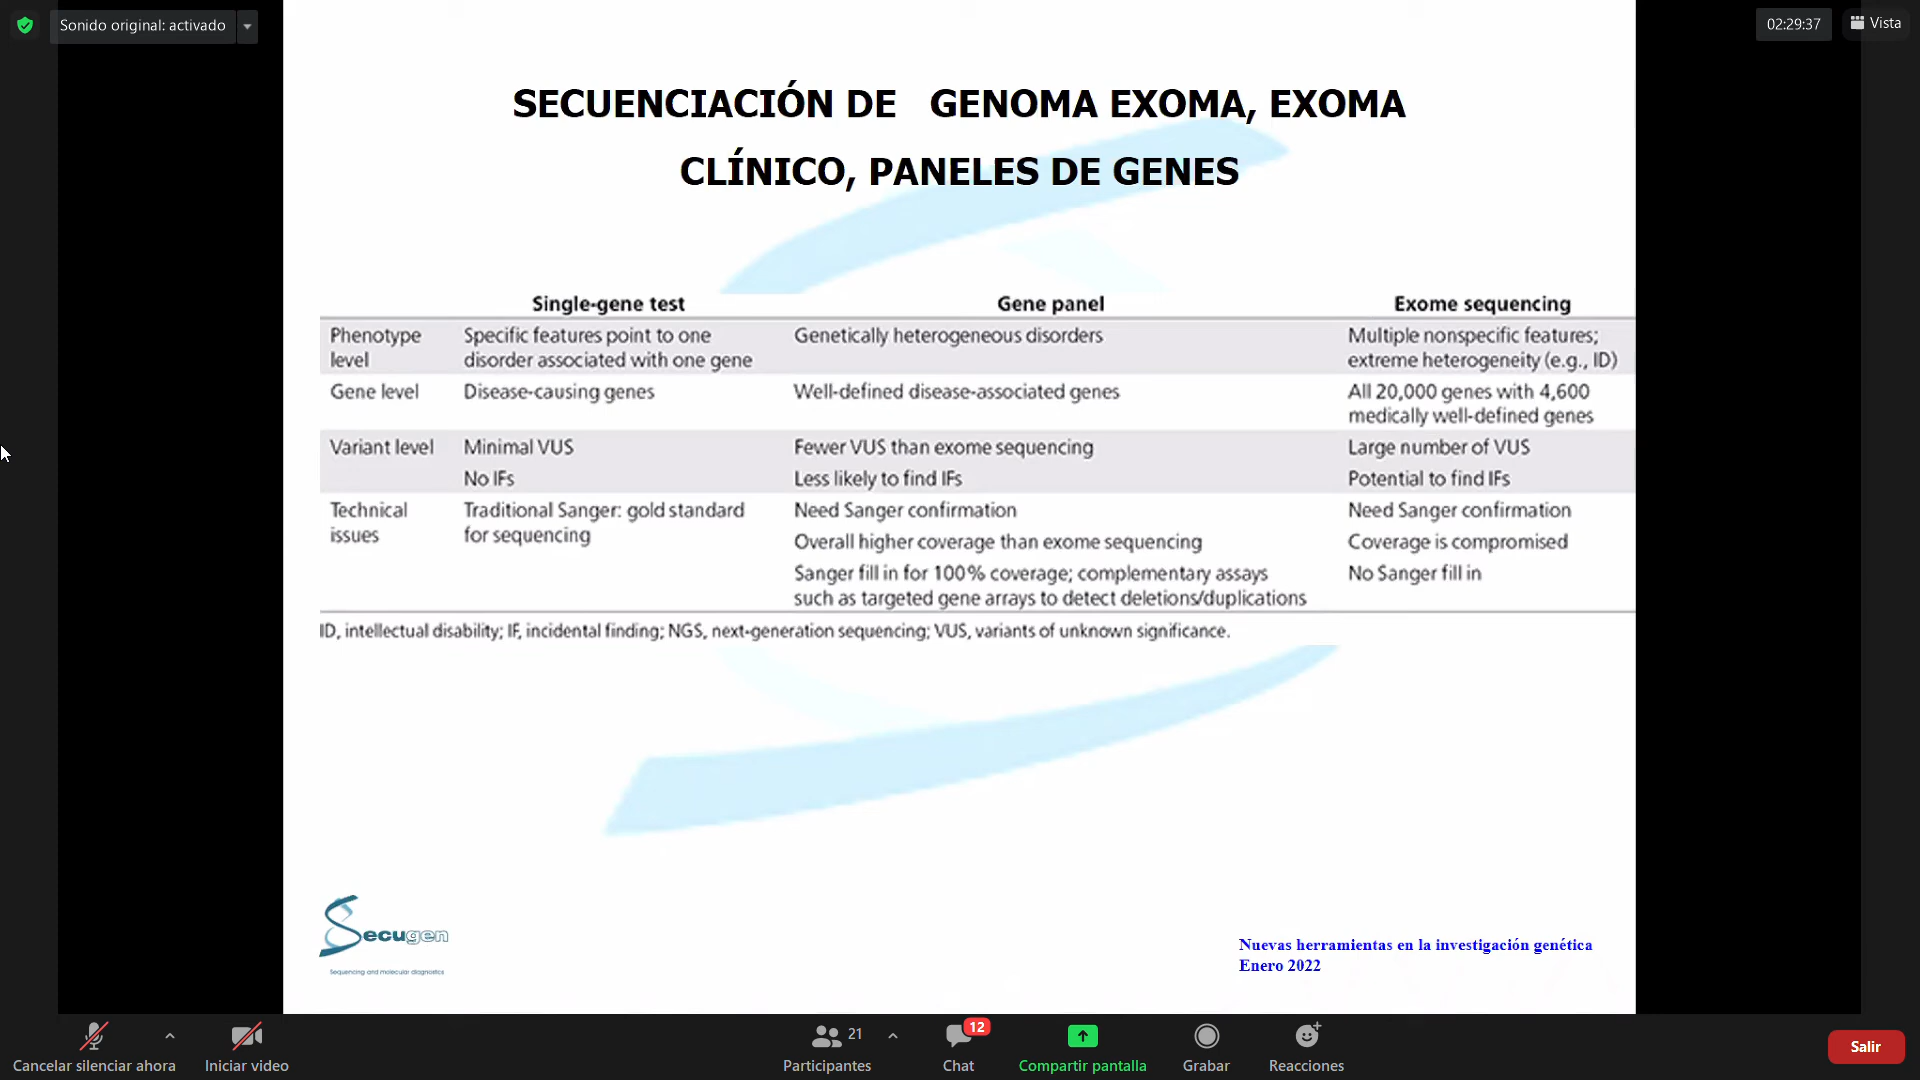 Sonido original: activado
02:29:37
Vista
SECUENCIACIÓN DE GENOMA EXOMA, EXOMA
CLÍNICO, PANELES DE GENES
Single-gene test Gene panel Exome sequencing
Phenotype level
Specific features point to one
disorder associated with one gene
Genetically heterogeneous disorders
Multiple nonspecific features;
extreme heterogeneity (e.g., ID)
Gene level
Disease-causing genes
Well-defined disease-associated genes
All 20,000 genes with 4,600
medically well-defined genes
Variant level
Minimal VUS
Fewer VUS than exome sequencing
Large number of VUS
No IFs
Less likely to find IFs
Potential to find IFs
Technical issues
Traditional Sanger: gold standard
for sequencing
Need Sanger confirmation
Overall higher coverage than exome sequencing
Sanger fill in for 100% coverage; complementary assays
such as targeted gene arrays to detect deletions/duplications
Need Sanger confirmation
Coverage is compromised
No Sanger fill in
ID, intellectual disability; IF, incidental finding; NGS, next-generation sequencing; VUS, variants of unknown significance.
Secugen
Sequencing and molecular diagnostics
Nuevas herramientas en la investigación genética
Enero 2022
Cancelar silenciar ahora
Iniciar video
21
Participantes
12
Chat
Compartir pantalla
Grabar
Reacciones
Salir